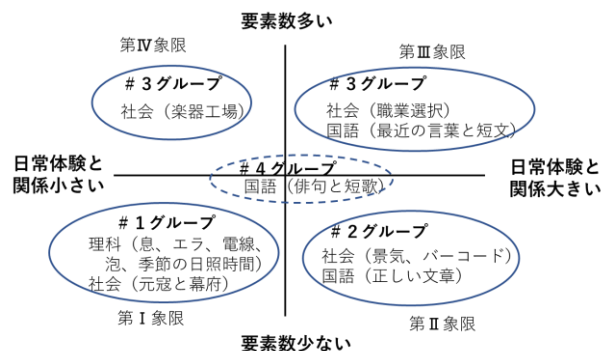 要素数多い
第Ⅳ象限
第Ⅲ象限
＃３グループ
社会（楽器工場）
＃３グループ
社会（職業選択）
国語（最近の言葉と短文）
日常体験と
関係小さい
＃４グループ
国語（俳句と短歌）
日常体験と
関係大きい
＃１グループ
理科（息、エラ、電線、
泡、季節の日照時間）
社会（元寇と幕府）
＃２グループ
社会（景気、バーコード）
国語（正しい文章）
第Ⅰ象限
第Ⅱ象限
要素数少ない